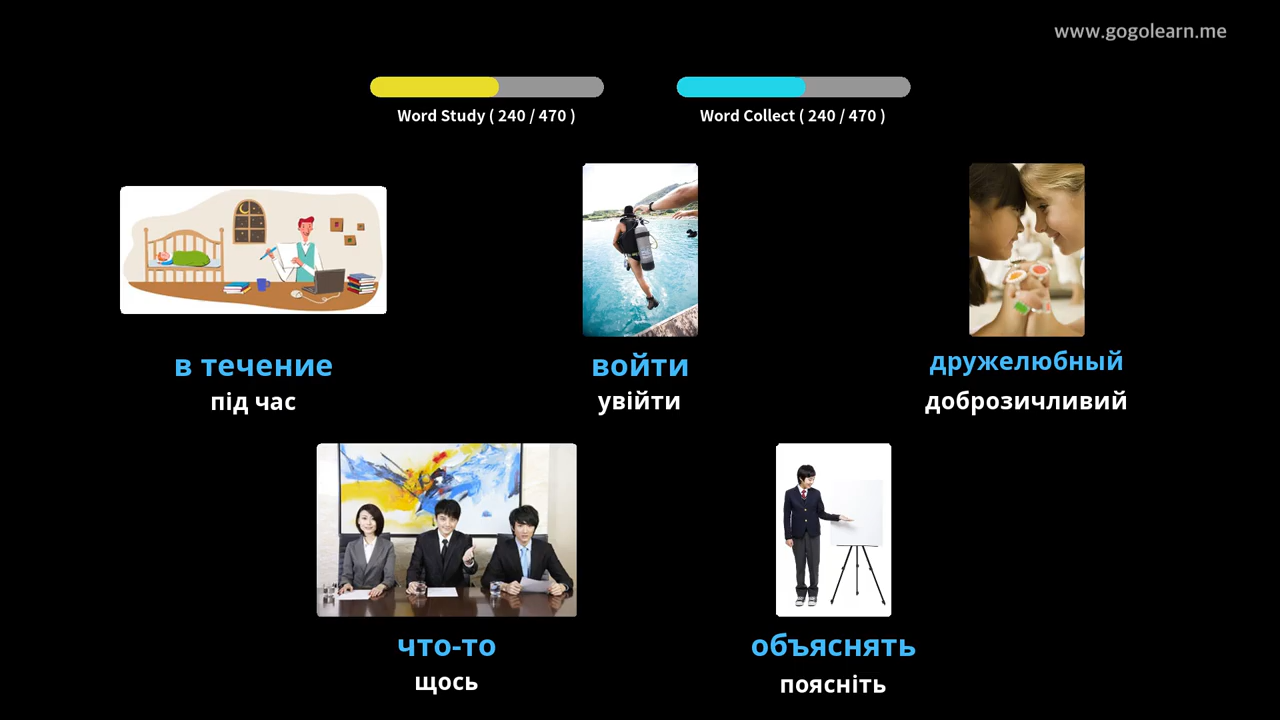 www.gogolearn.me
Word Study ( 240 / 470 )
Word Collect ( 240 / 470 )
в течение
під час
войти
увійти
дружелюбный
доброзичливий
что-то
щось
объяснять
поясніть